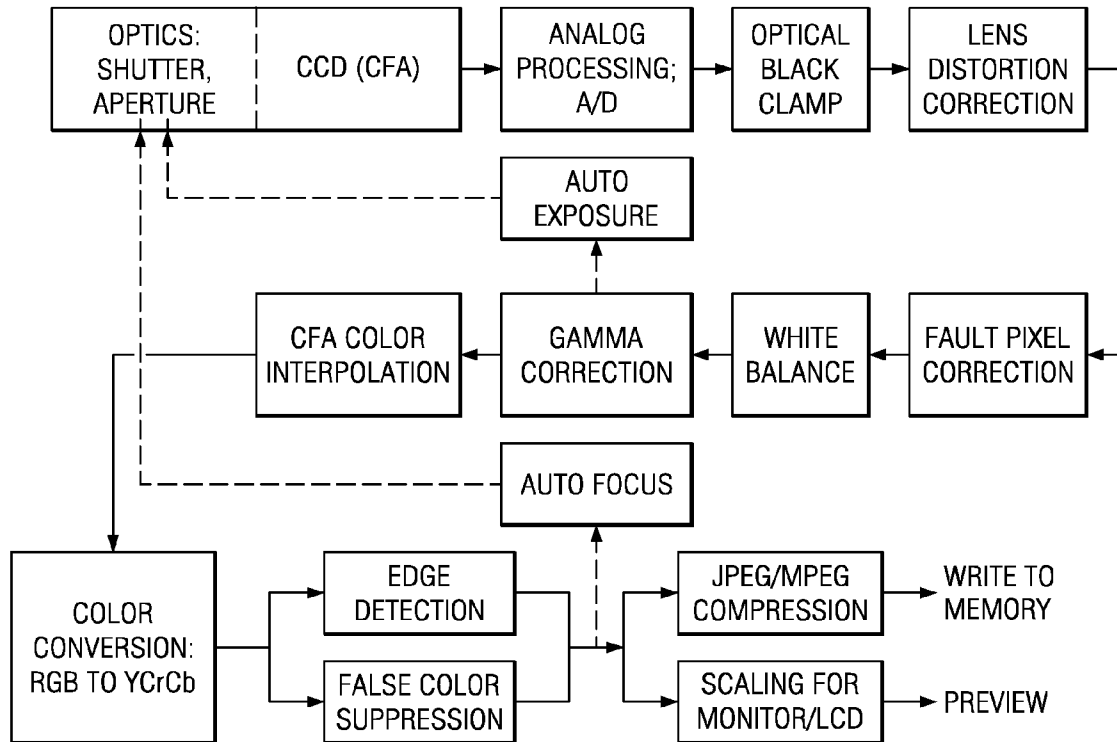 OPTICS:
SHUTTER,
APERTURE
CCD (CFA)
ANALOG
PROCESSING;
A/D
OPTICAL
BLACK
CLAMP
LENS
DISTORTION
CORRECTION
AUTO
EXPOSURE
CFA COLOR
INTERPOLATION
GAMMA
CORRECTION
WHITE
BALANCE
FAULT PIXEL
CORRECTION
AUTO FOCUS
COLOR
CONVERSION:
RGB TO YCrCb
EDGE
DETECTION
FALSE COLOR
SUPPRESSION
JPEG/MPEG
COMPRESSION
WRITE TO
MEMORY
SCALING FOR
MONITOR/LCD
PREVIEW